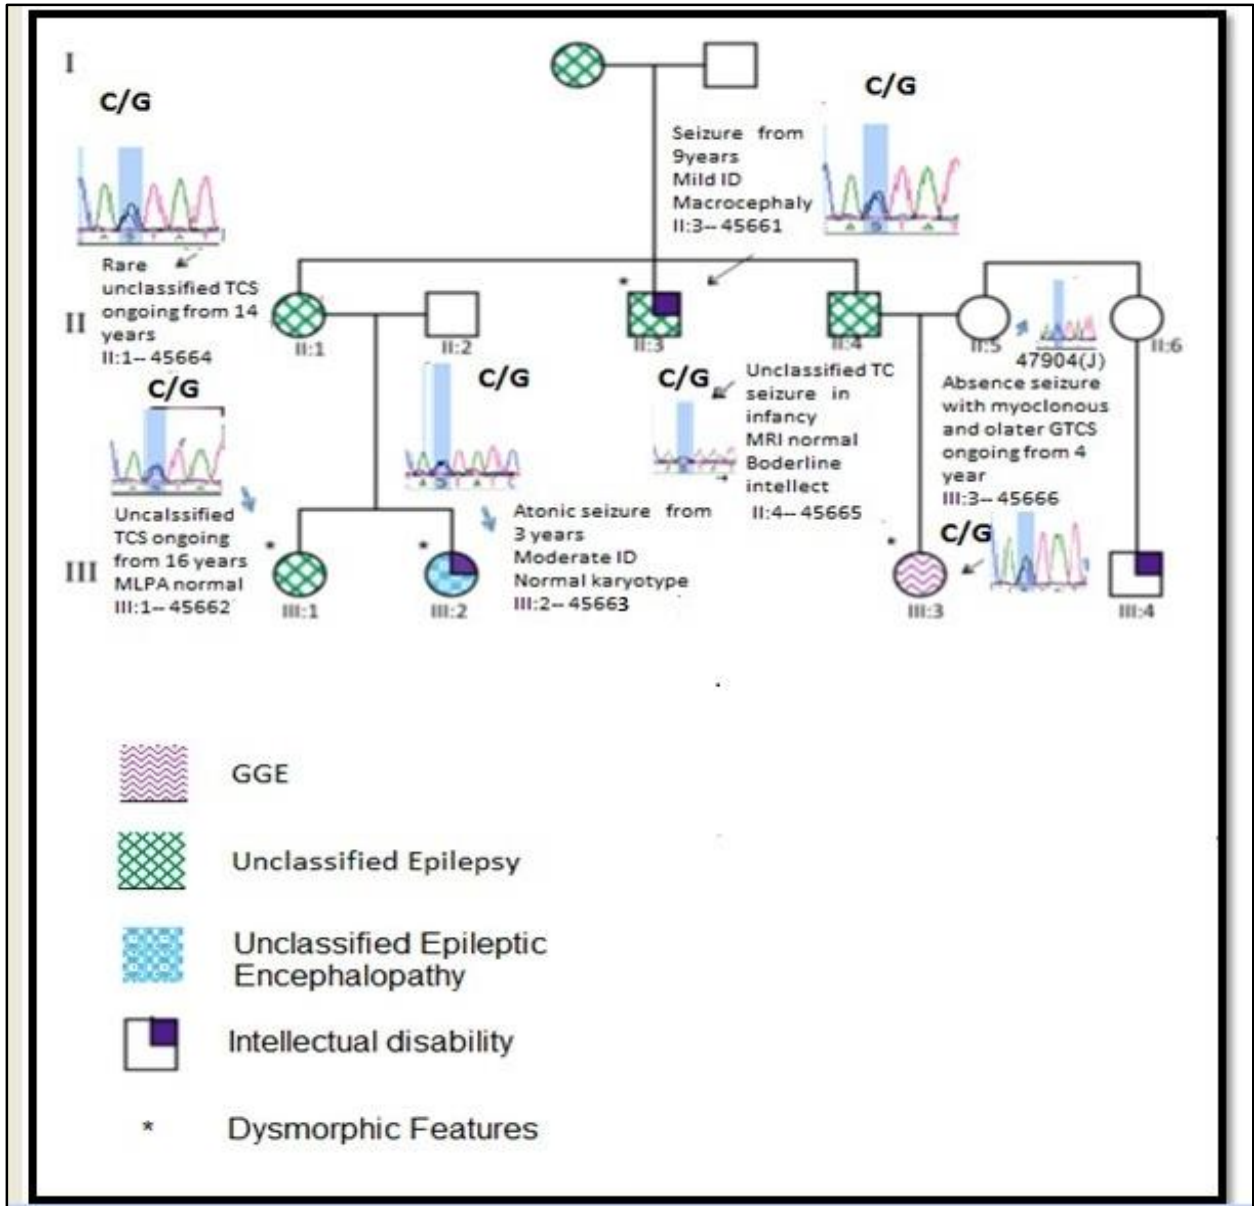 I
C/G
C/G
Seizure from
9years
Mild ID
Macrocephaly
II:3-- 45661
A S T A T
A S T A T
Rare
unclassified TCS
ongoing from 14
years
II:1-- 45664
II
*
II:1
II:2
II:3
II:4
II:5
II:6
47904(J)
C/G
C/G
C/G
Unclassified TC
seizure in
infancy
MRI normal
Boderline
intellect
II:4-- 45665
Absence seizure
with myoclonous
and olater GTCS
ongoing from 4
year
III:3-- 45666
Uncalssified
TCS ongoing
from 16 years
MLPA normal
III:1-- 45662
Atonic seizure from
3 years
Moderate ID
Normal karyotype
III:2-- 45663
C/G
III
*
*
*
III:1
III:2
III:3
III:4
GGE
Unclassified Epilepsy
Unclassified Epileptic
Encephalopathy
Intellectual disability
* Dysmorphic Features